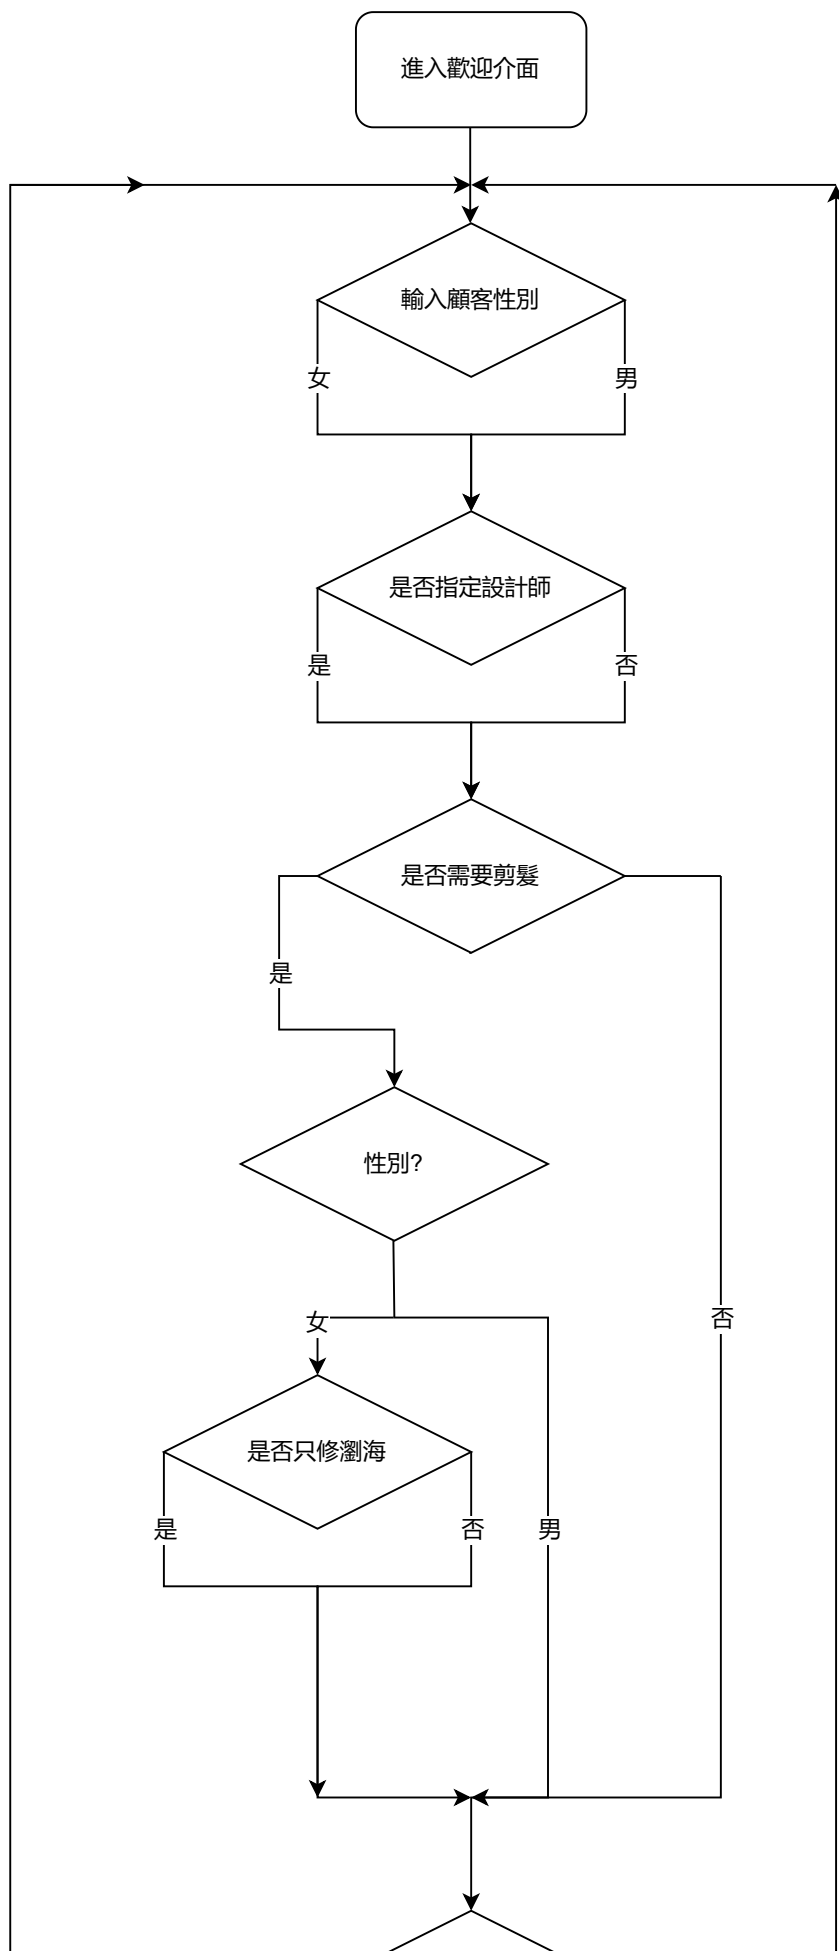 進入歡迎介面
輸入顧客性別
女
男
是否指定設計師
是
否
是否需要剪髮
是
性別?
否
女
是否只修瀏海
是
否
男